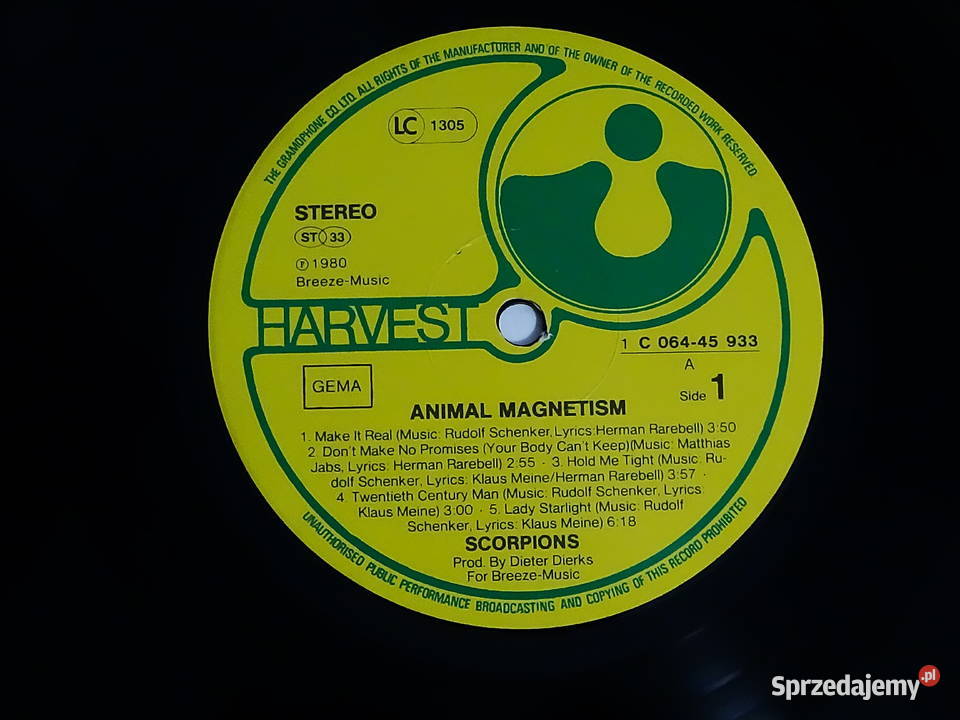 THE GRAMOPHONE CO. LTD. ALL RIGHTS OF THE MANUFACTURER AND OF THE OWNER OF THE RECORDED WORK RESERVED.
LC 1305
STEREO
ST 33
Ⓟ 1980
Breeze-Music
HARVEST
1 C 064-45 933
A
GEMA
Side 1
ANIMAL MAGNETISM
1. Make It Real (Music: Rudolf Schenker, Lyrics: Herman Rarebell) 3:50
2. Don't Make No Promises (Your Body Can't Keep)(Music: Matthias
Jabs, Lyrics: Herman Rarebell) 2:55 · 3. Hold Me Tight (Music: Ru-
dolf Schenker, Lyrics: Klaus Meine/Herman Rarebell) 3:57 ·
4. Twentieth Century Man (Music: Rudolf Schenker, Lyrics:
Klaus Meine) 3:00 · 5. Lady Starlight (Music: Rudolf
Schenker, Lyrics: Klaus Meine) 6:18
SCORPIONS
Prod. By Dieter Dierks
For Breeze-Music
UNAUTHORISED PUBLIC PERFORMANCE BROADCASTING AND COPYING OF THIS RECORD PROHIBITED
Sprzedajemy.pl